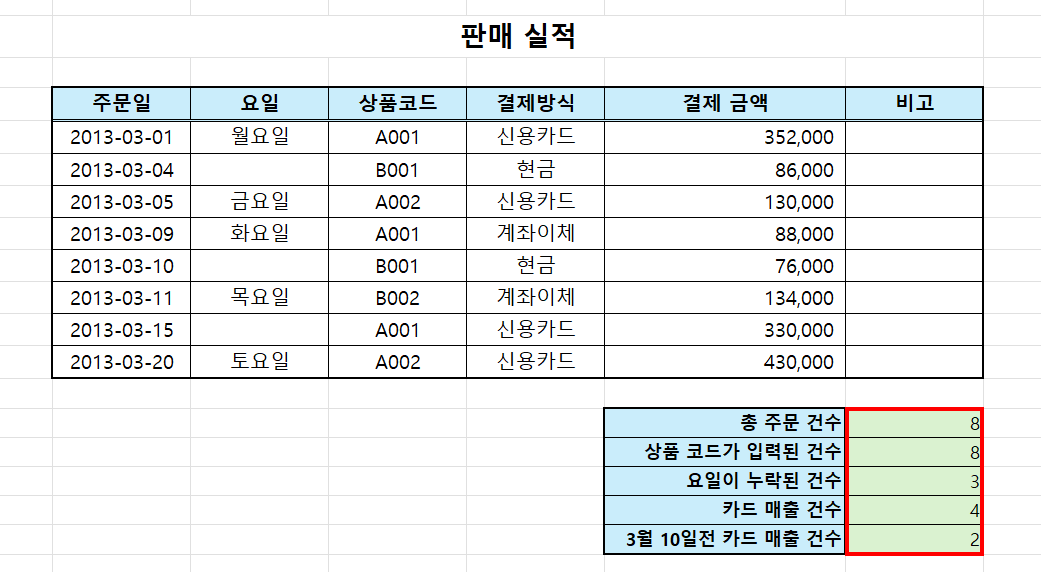 판매 실적
주문일 요일 상품코드 결제방식 결제 금액 비고
2013-03-01 월요일 A001 신용카드 352,000
2013-03-04 B001 현금 86,000
2013-03-05 금요일 A002 신용카드 130,000
2013-03-09 화요일 A001 계좌이체 88,000
2013-03-10 B001 현금 76,000
2013-03-11 목요일 B002 계좌이체 134,000
2013-03-15 A001 신용카드 330,000
2013-03-20 토요일 A002 신용카드 430,000
총 주문 건수 8
상품 코드가 입력된 건수 8
요일이 누락된 건수 3
카드 매출 건수 4
3월 10일전 카드 매출 건수 2